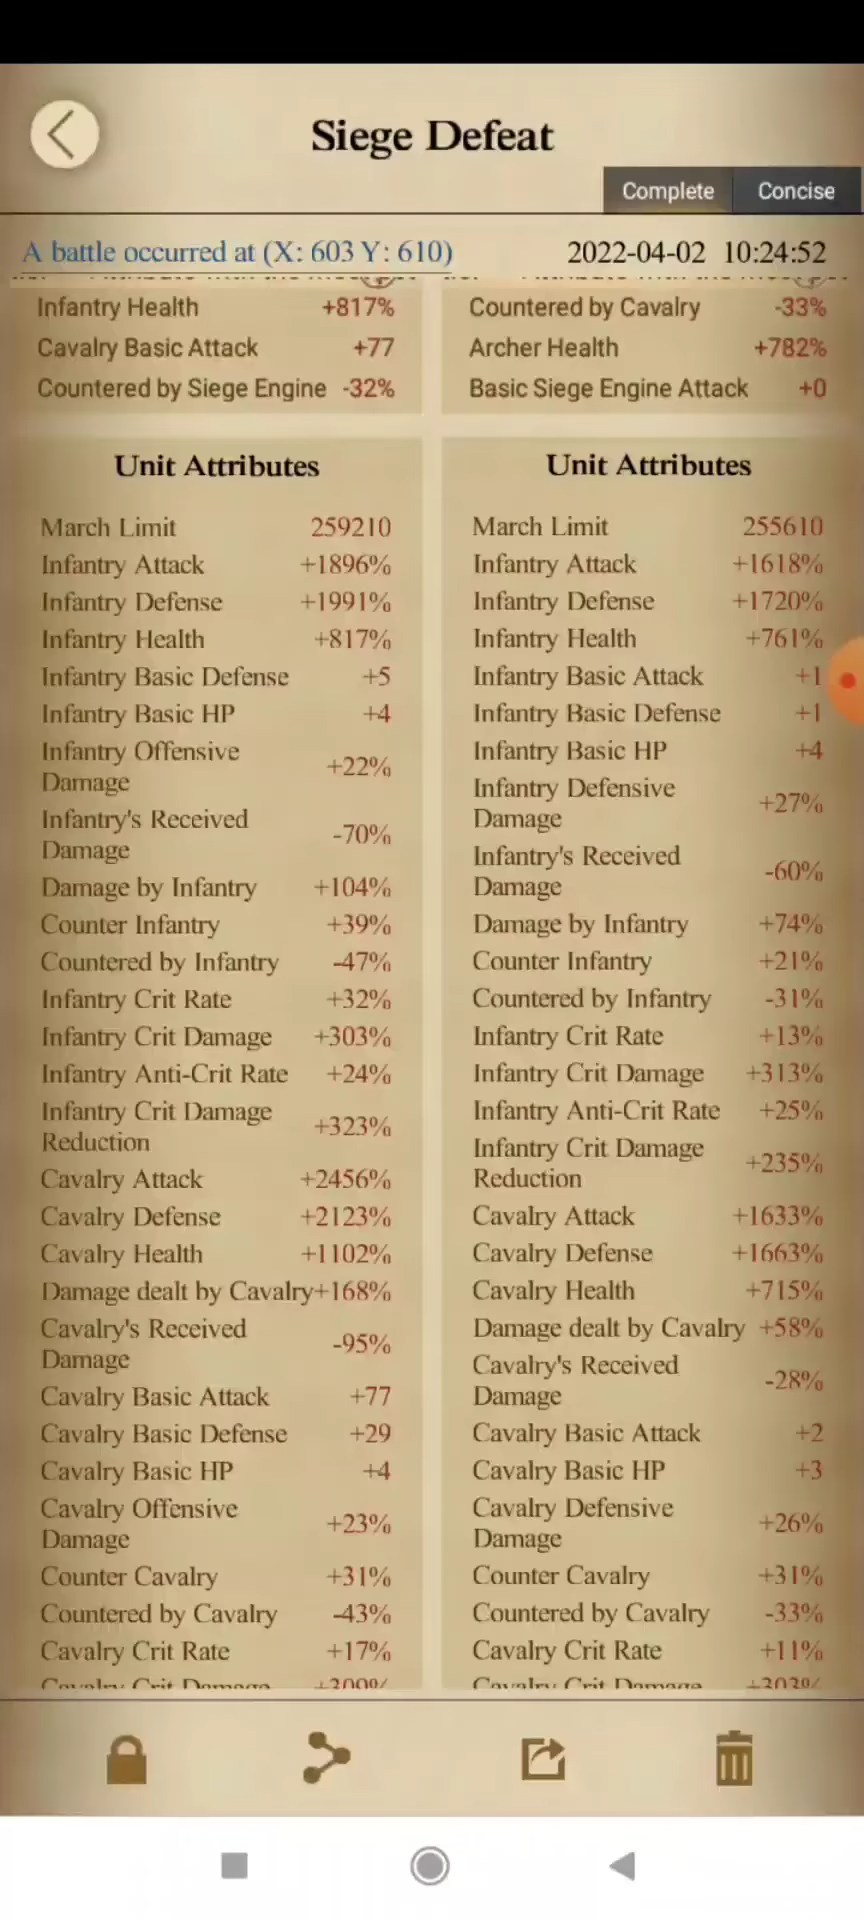 Siege Defeat
Complete Concise
A battle occurred at (X: 603 Y: 610) 2022-04-02 10:24:52
Infantry Health +817%
Cavalry Basic Attack +77
Countered by Siege Engine -32%
Countered by Cavalry -33%
Archer Health +782%
Basic Siege Engine Attack +0
Unit Attributes
March Limit 259210
Infantry Attack +1896%
Infantry Defense +1991%
Infantry Health +817%
Infantry Basic Defense +5
Infantry Basic HP +4
Infantry Offensive
Damage +22%
Infantry's Received
Damage -70%
Damage by Infantry +104%
Counter Infantry +39%
Countered by Infantry -47%
Infantry Crit Rate +32%
Infantry Crit Damage +303%
Infantry Anti-Crit Rate +24%
Infantry Crit Damage
Reduction +323%
Cavalry Attack +2456%
Cavalry Defense +2123%
Cavalry Health +1102%
Damage dealt by Cavalry+168%
Cavalry's Received
Damage -95%
Cavalry Basic Attack +77
Cavalry Basic Defense +29
Cavalry Basic HP +4
Cavalry Offensive
Damage +23%
Counter Cavalry +31%
Countered by Cavalry -43%
Cavalry Crit Rate +17%
Cavalry Crit Damage +309%
Unit Attributes
March Limit 255610
Infantry Attack +1618%
Infantry Defense +1720%
Infantry Health +761%
Infantry Basic Attack +1
Infantry Basic Defense +1
Infantry Basic HP +4
Infantry Defensive
Damage +27%
Infantry's Received
Damage -60%
Damage by Infantry +74%
Counter Infantry +21%
Countered by Infantry -31%
Infantry Crit Rate +13%
Infantry Crit Damage +313%
Infantry Anti-Crit Rate +25%
Infantry Crit Damage
Reduction +235%
Cavalry Attack +1633%
Cavalry Defense +1663%
Cavalry Health +715%
Damage dealt by Cavalry +58%
Cavalry's Received
Damage -28%
Cavalry Basic Attack +2
Cavalry Basic HP +3
Cavalry Defensive
Damage +26%
Counter Cavalry +31%
Countered by Cavalry -33%
Cavalry Crit Rate +11%
Cavalry Crit Damage +303%